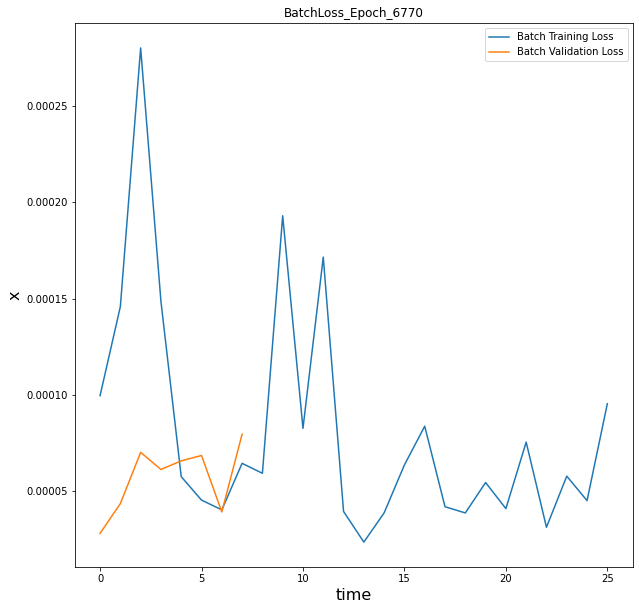 BatchLoss_Epoch_6770
Batch Training Loss
Batch Validation Loss
0.00025
0.00020
0.00015
0.00010
0.00005
x
0 5 10 15 20 25
time